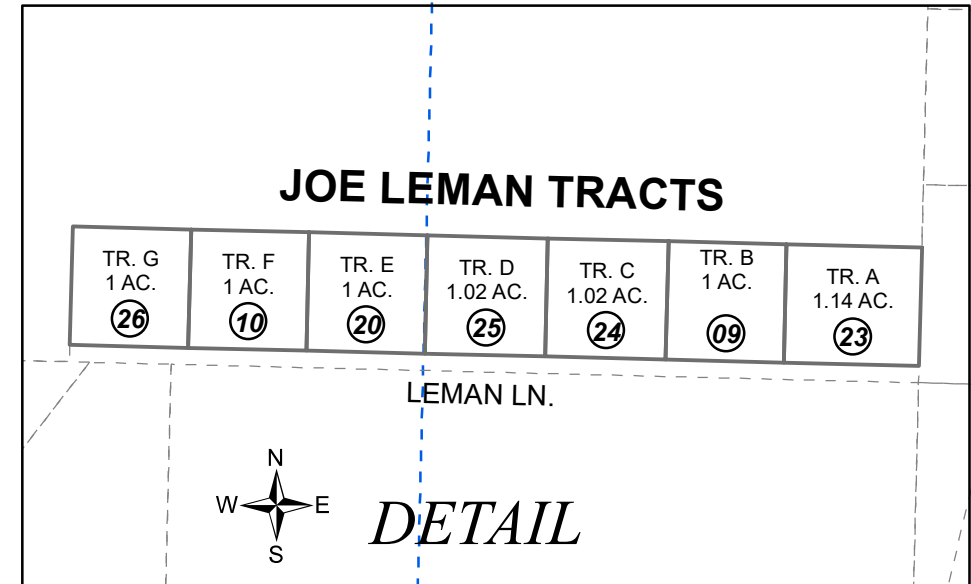 JOE LEMAN TRACTS
TR. G
1 AC.
26
TR. F
1 AC.
10
TR. E
1 AC.
20
TR. D
1.02 AC.
25
TR. C
1.02 AC.
24
TR. B
1 AC.
09
TR. A
1.14 AC.
23
LEMAN LN.
N
W E
S
DETAIL